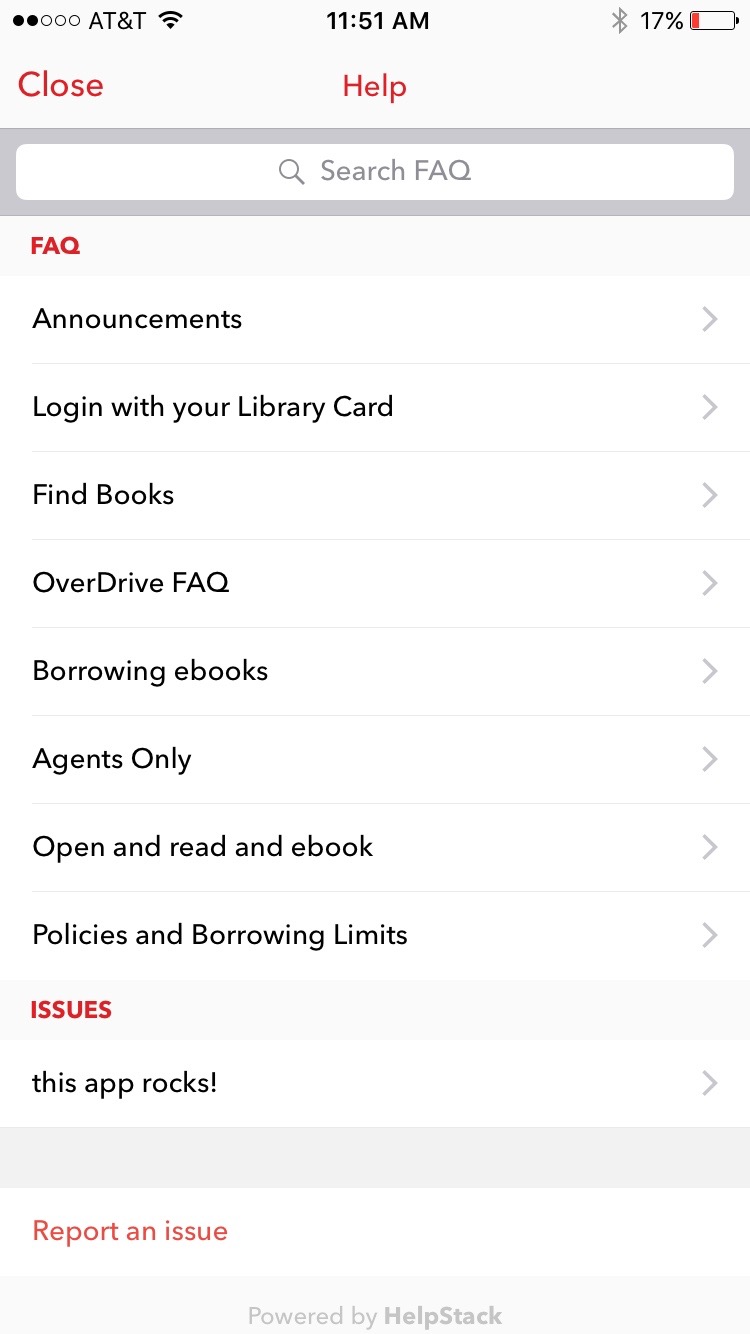 AT&T 11:51 AM 17%
Close Help
Search FAQ
FAQ
Announcements
Login with your Library Card
Find Books
OverDrive FAQ
Borrowing ebooks
Agents Only
Open and read and ebook
Policies and Borrowing Limits
ISSUES
this app rocks!
Report an issue
Powered by HelpStack